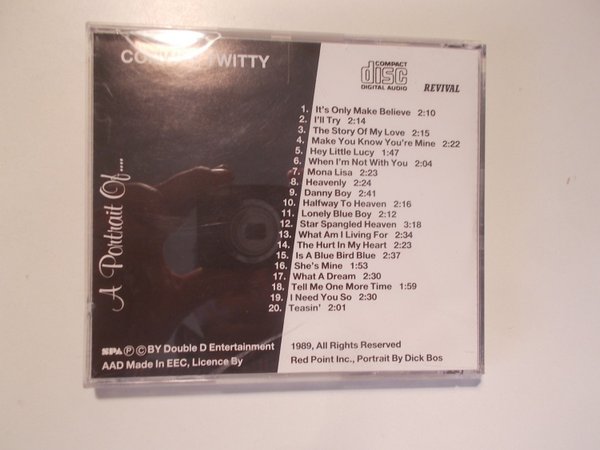 WITTY
COMPACT
disc
DIGITAL AUDIO
REVIVAL
A Portrait Of....
1. It's Only Make Believe 2:10
2. I'll Try 2:14
3. The Story Of My Love 2:15
4. Make You Know You're Mine 2:22
5. Hey Little Lucy 1:47
6. When I'm Not With You 2:04
7. Mona Lisa 2:23
8. Heavenly 2:24
9. Danny Boy 2:41
10. Halfway To Heaven 2:16
11. Lonely Blue Boy 2:12
12. Star Spangled Heaven 3:18
13. What Am I Living For 2:34
14. The Hurt In My Heart 2:23
15. Is A Blue Bird Blue 2:37
16. She's Mine 1:53
17. What A Dream 2:30
18. Tell Me One More Time 1:59
19. I Need You So 2:30
20. Teasin' 2:01
SPA ℗ © BY Double D Entertainment
AAD Made In EEC, Licence By
1989, All Rights Reserved
Red Point Inc., Portrait By Dick Bos